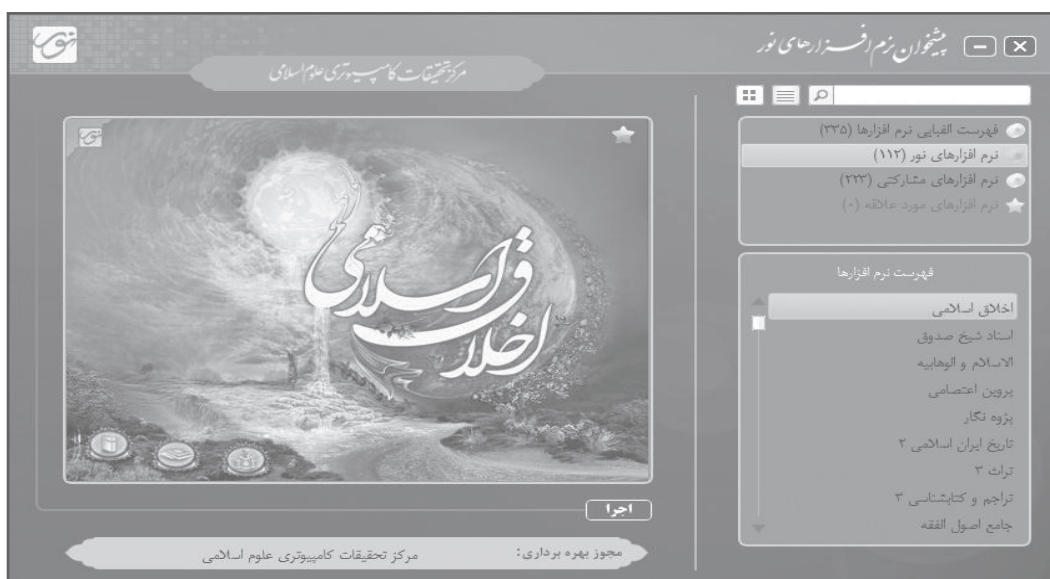 پیشخوان نرم افزارهای نور
نور
مرکز تحقیقات کامپیوتری علوم اسلامی
فهرست الفبایی نرم افزارها (۳۳۵)
نرم افزارهای نور (۱۱۲)
نرم افزارهای مشارکتی (۲۲۳)
نرم افزارهای مورد علاقه (۰)
فهرست نرم افزارها
اخلاق اسلامی
اسناد شیخ صدوق
الاسلام و الوهابیه
پروین اعتصامی
پژوه نگار
تاریخ ایران اسلامی ۲
تراث ۳
تراجم و کتابشناسی ۳
جامع اصول الفقه
نور
اخلاق اسلامی
اجرا
مجوز بهره برداری: مرکز تحقیقات کامپیوتری علوم اسلامی